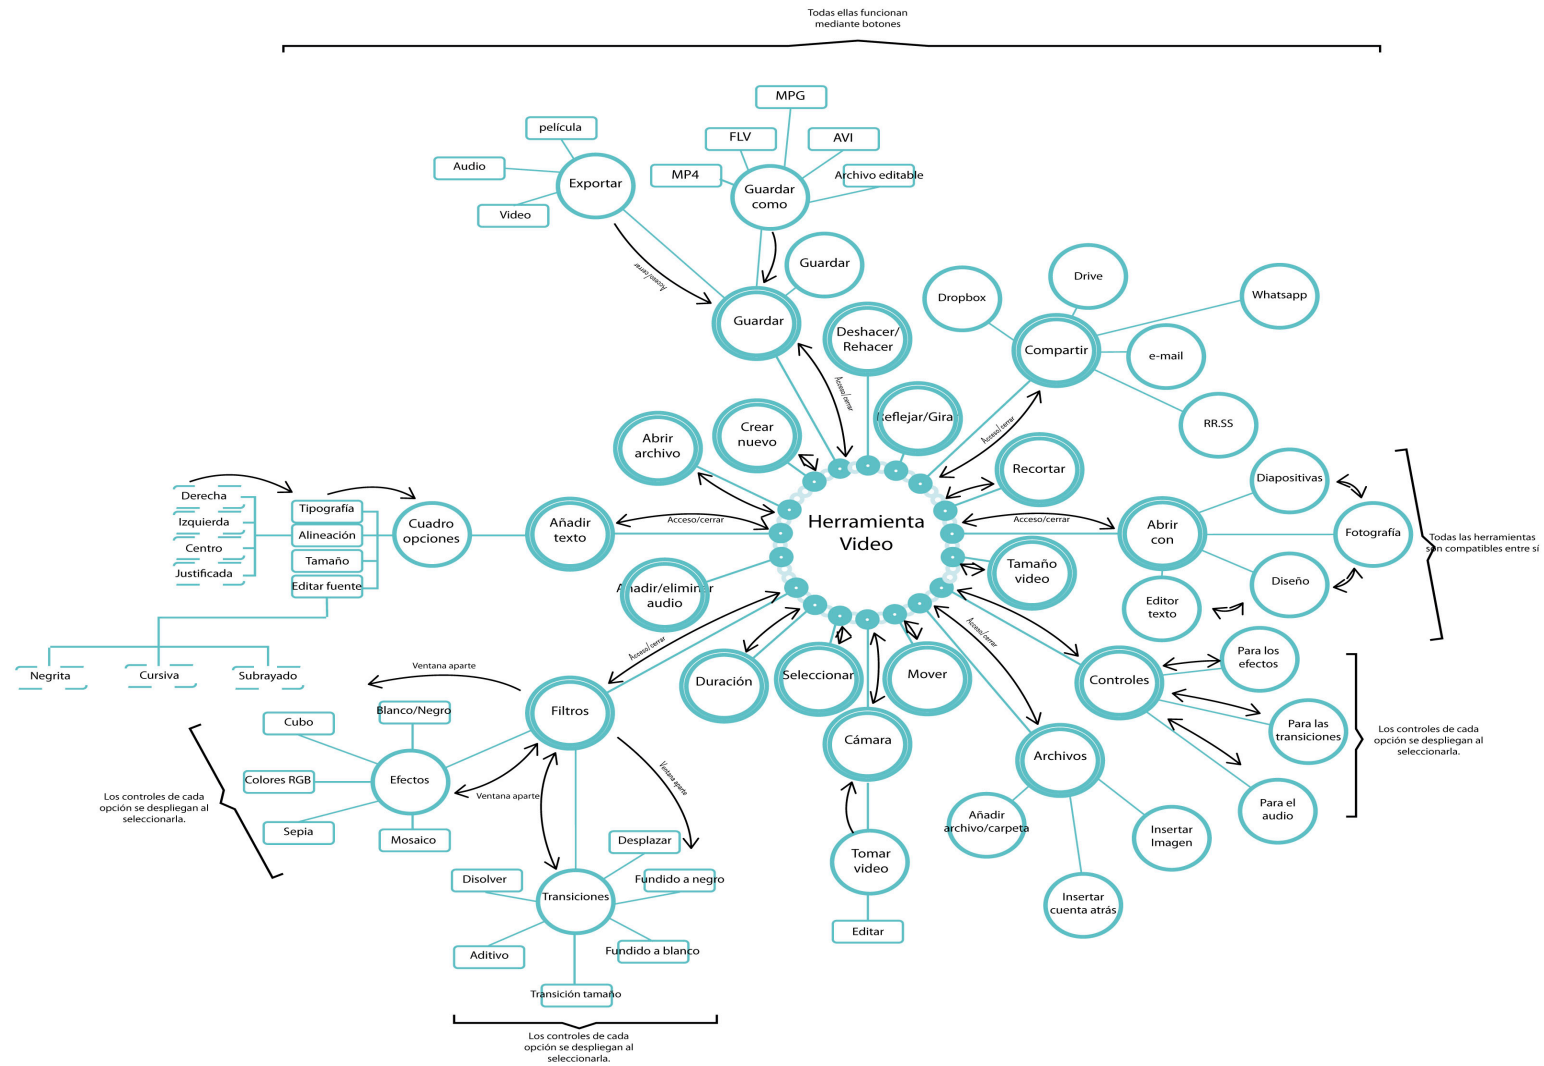 Todas ellas funcionan
mediante botones
MPG
película
FLV
AVI
Audio
MP4
Archivo editable
Exportar
Guardar
como
Video
Acceso/cerrar
Guardar
Guardar
Deshacer/
Rehacer
Acceso/cerrar
Drive
Dropbox
Whatsapp
Compartir
e-mail
RR.SS
Acceso/cerrar
Reflejar/Girar
Crear
nuevo
Abrir
archivo
Recortar
Diapositivas
Derecha
Izquierda
Centro
Justificada
Tipografía
Alineación
Tamaño
Editar fuente
Cuadro
opciones
Añadir
texto
Acceso/cerrar
Herramienta
Video
Acceso/cerrar
Abrir
con
Fotografía
Todas las herramientas
son compatibles entre sí
Tamaño
video
Diseño
Editor
texto
Añadir/eliminar
audio
Acceso/cerrar
Acceso/cerrar
Negrita
Cursiva
Subrayado
Ventana aparte
Duración
Seleccionar
Mover
Controles
Para los
efectos
Para las
transiciones
Los controles de cada
opción se despliegan al
seleccionarla.
Para el
audio
Blanco/Negro
Cubo
Filtros
Cámara
Archivos
Colores RGB
Efectos
Ventana aparte
Ventana aparte
Los controles de cada
opción se despliegan al
seleccionarla.
Sepia
Mosaico
Desplazar
Tomar
video
Añadir
archivo/carpeta
Insertar
Imagen
Disolver
Fundido a negro
Transiciones
Insertar
cuenta atrás
Editar
Aditivo
Fundido a blanco
Transición tamaño
Los controles de cada
opción se despliegan al
seleccionarla.